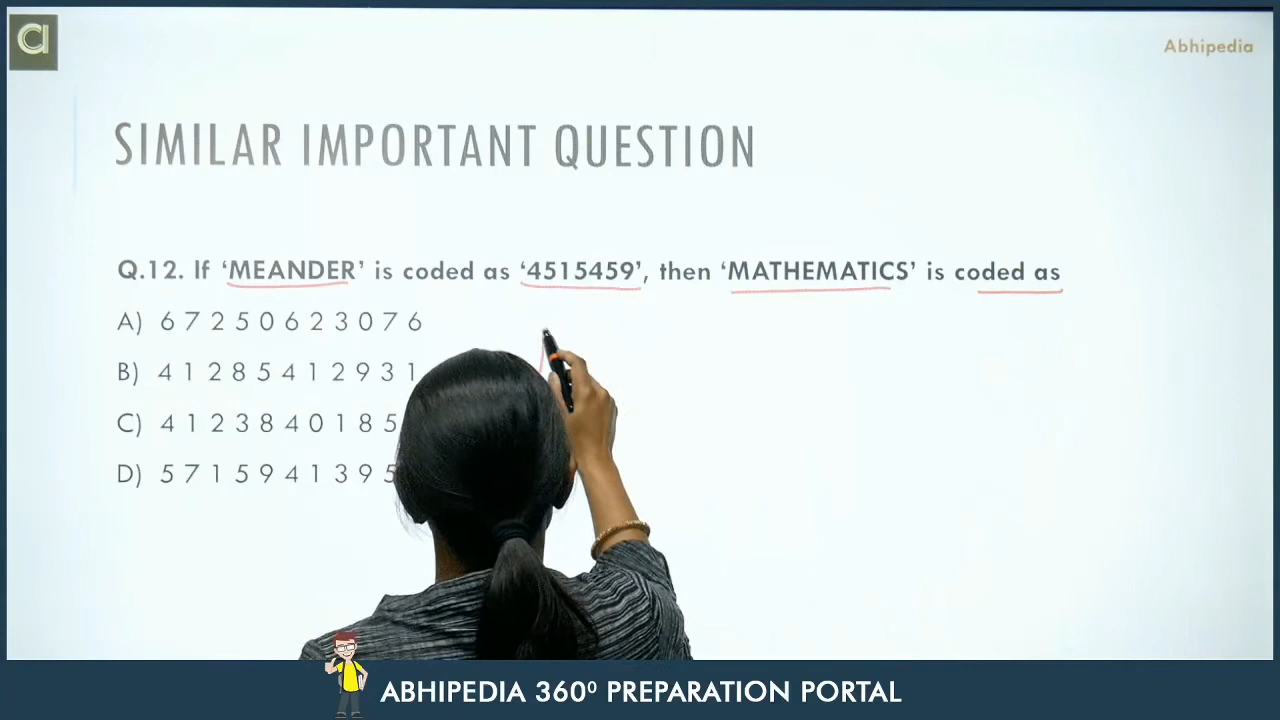 a
Abhipedia
SIMILAR IMPORTANT QUESTION
Q.12. If ‘MEANDER’ is coded as ‘4515459’, then ‘MATHEMATICS’ is coded as
A) 6 7 2 5 0 6 2 3 0 7 6
B) 4 1 2 8 5 4 1 2 9 3 1
C) 4 1 2 3 8 4 0 1 8 5
D) 5 7 1 5 9 4 1 3 9 5
ABHIPEDIA 360⁰ PREPARATION PORTAL